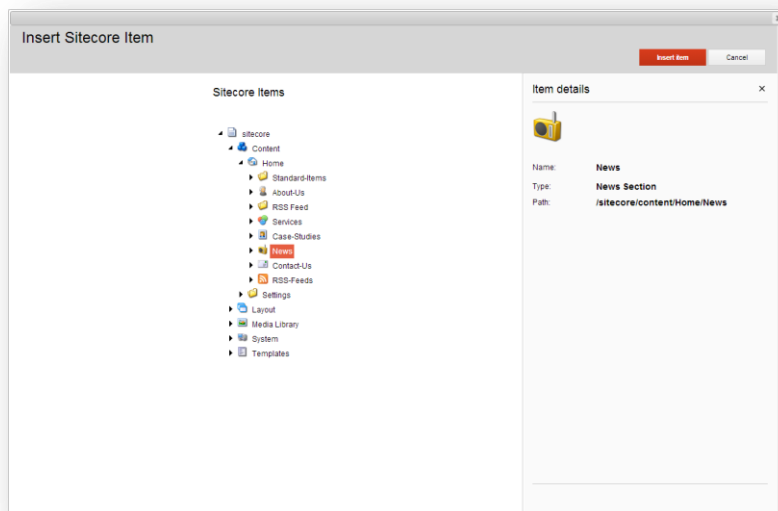 Insert Sitecore Item
Insert item
Cancel
Sitecore Items
sitecore
Content
Home
Standard-Items
About-Us
RSS Feed
Services
Case-Studies
News
Contact-Us
RSS-Feeds
Settings
Layout
Media Library
System
Templates
Item details
Name: News
Type: News Section
Path: /sitecore/content/Home/News